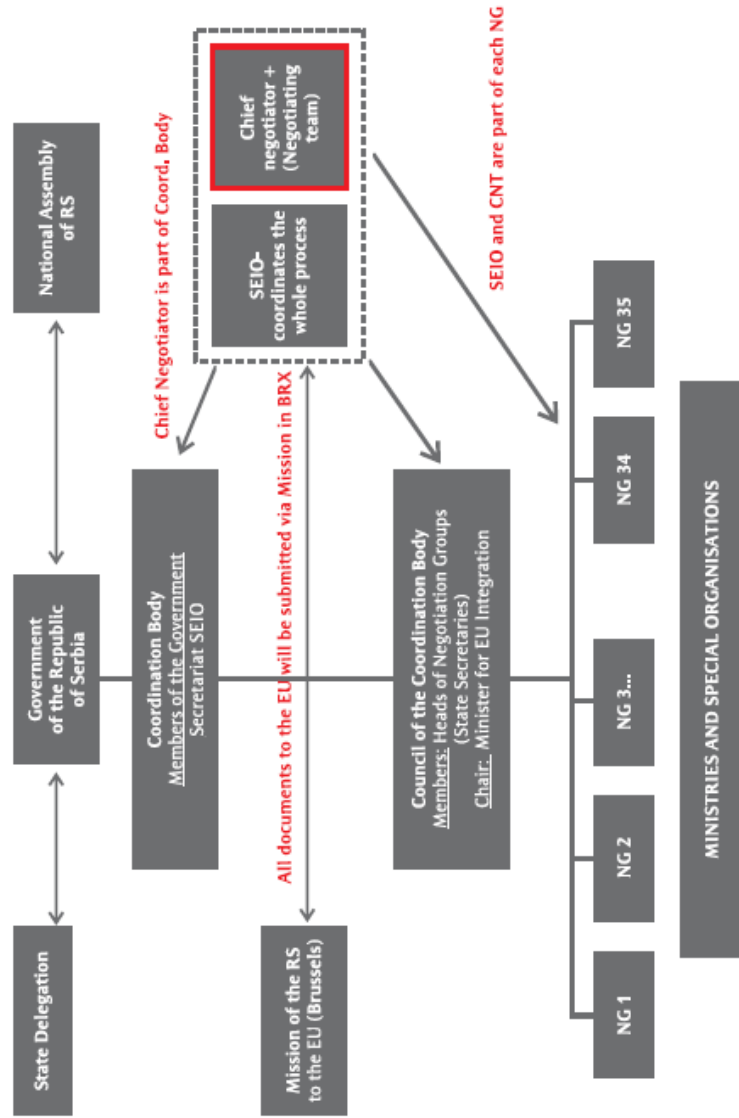 State Delegation
Government
of the Republic
of Serbia
National Assembly
of RS
Coordination Body
Members of the Government
Secretariat SEIO
Chief Negotiator is part of Coord. Body
Mission of the RS
to the EU (Brussels)
All documents to the EU will be submitted via Mission in BRX
SEIO-
coordinates the
whole process
Chief
negotiator +
(Negotiating
team)
Council of the Coordination Body
Members: Heads of Negotiation Groups
(State Secretaries)
Chair: Minister for EU Integration
SEIO and CNT are part of each NG
NG 1
NG 2
NG 3...
NG 34
NG 35
MINISTRIES AND SPECIAL ORGANISATIONS